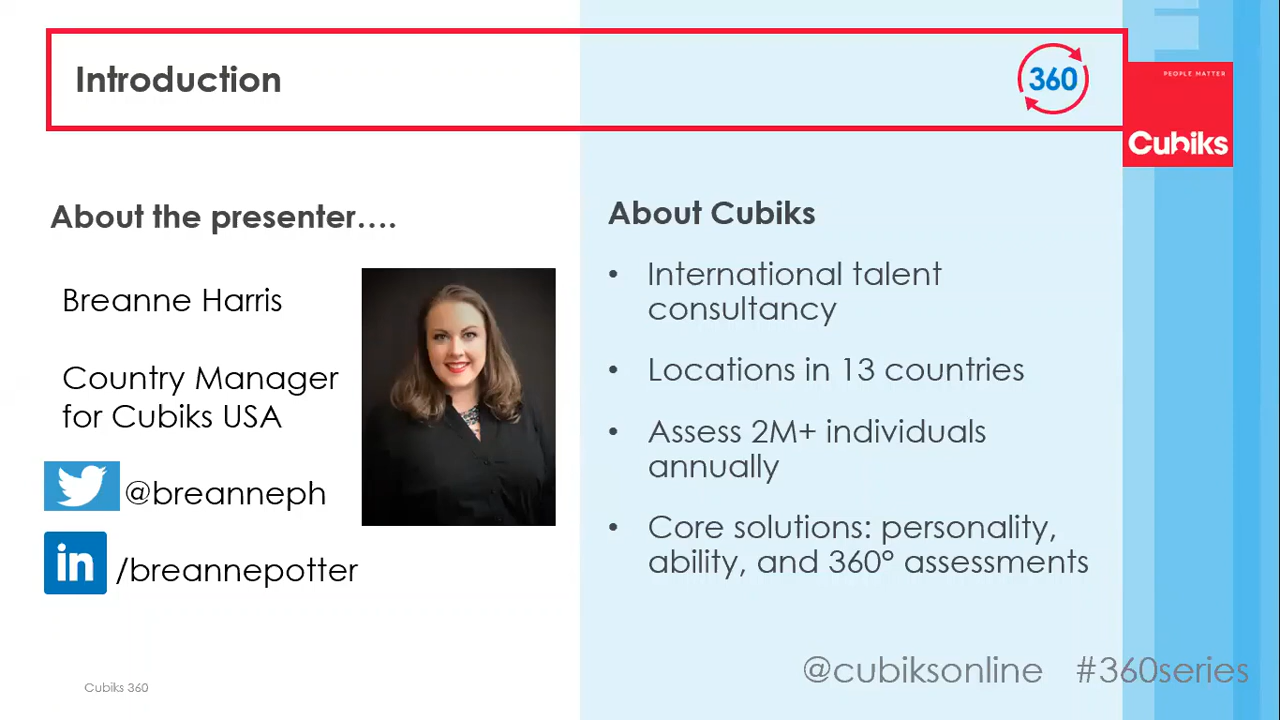 Introduction
360
PEOPLE MATTER
Cubiks
About the presenter....
Breanne Harris
Country Manager
for Cubiks USA
@breanneph
in /breannepotter
About Cubiks
• International talent
consultancy
• Locations in 13 countries
• Assess 2M+ individuals
annually
• Core solutions: personality,
ability, and 360° assessments
@cubiksonline #360series
Cubiks 360